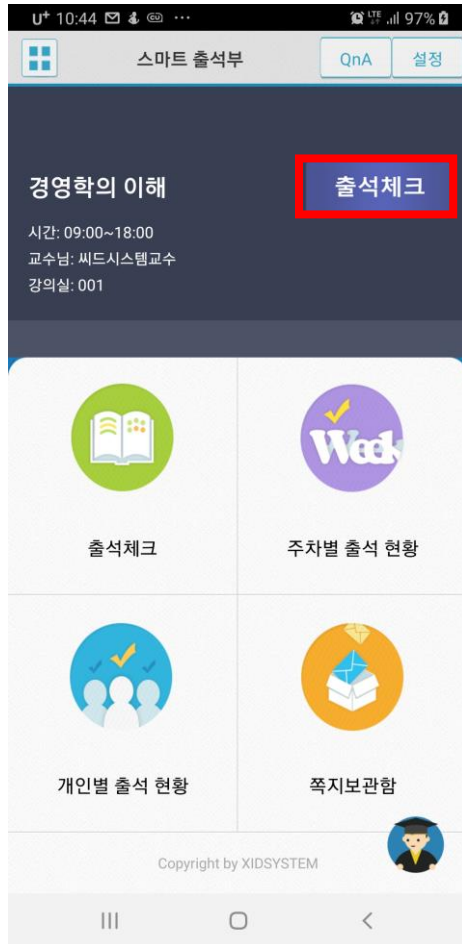 U+ 10:44 CU ··· LTE 97%
스마트 출석부
QnA
설정
경영학의 이해
출석체크
시간: 09:00~18:00
교수님: 씨드시스템교수
강의실: 001
Week
출석체크
주차별 출석 현황
개인별 출석 현황
쪽지보관함
Copyright by XIDSYSTEM